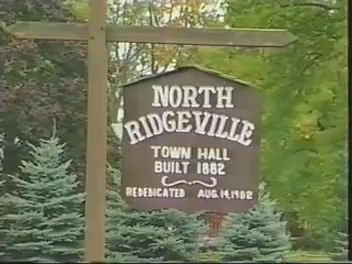 NORTH
RIDGEVILLE
TOWN HALL
BUILT 1882
REDEDICATED AUG. 14, 1982